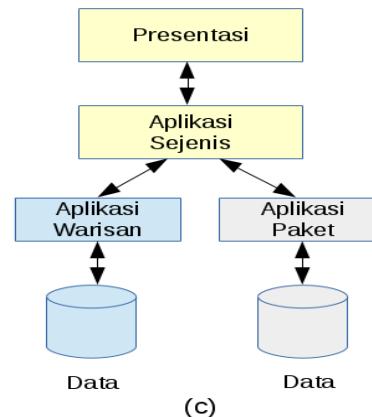 Presentasi
Aplikasi
Sejenis
Aplikasi
Warisan
Aplikasi
Paket
Data
Data
(c)